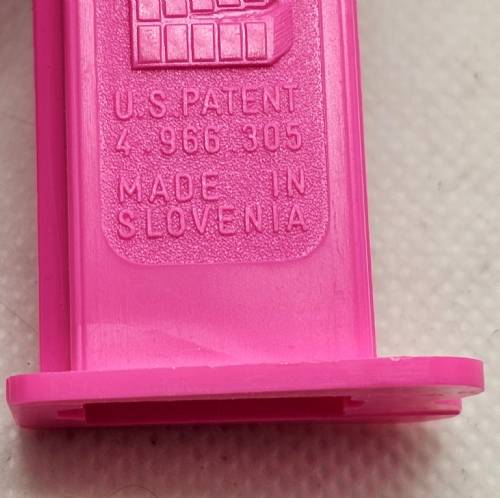 U.S. PATENT
4.966.305
MADE IN
SLOVENIA